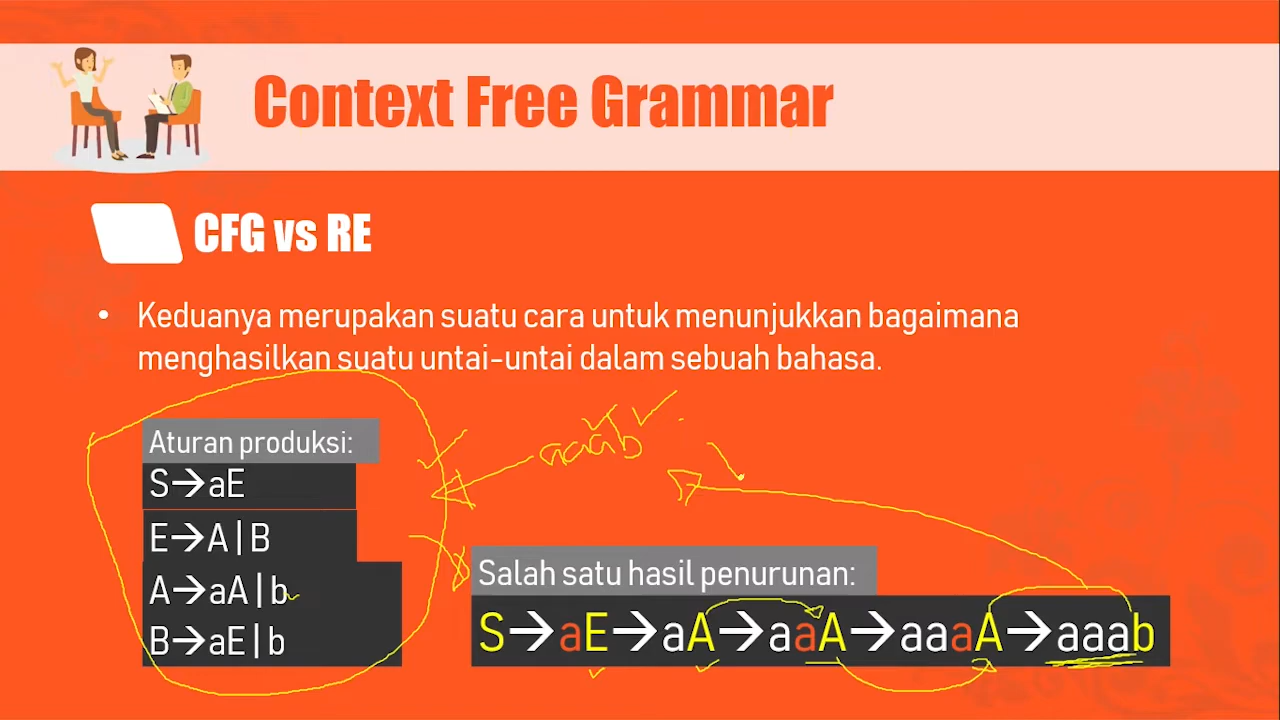 Context Free Grammar
CFG vs RE
• Keduanya merupakan suatu cara untuk menunjukkan bagaimana
menghasilkan suatu untai-untai dalam sebuah bahasa.
aaab
Aturan produksi:
S→aE
E→A|B
A→aA|b
B→aE|b
Salah satu hasil penurunan:
S→aE→aA→aaA→aaaA→aaab